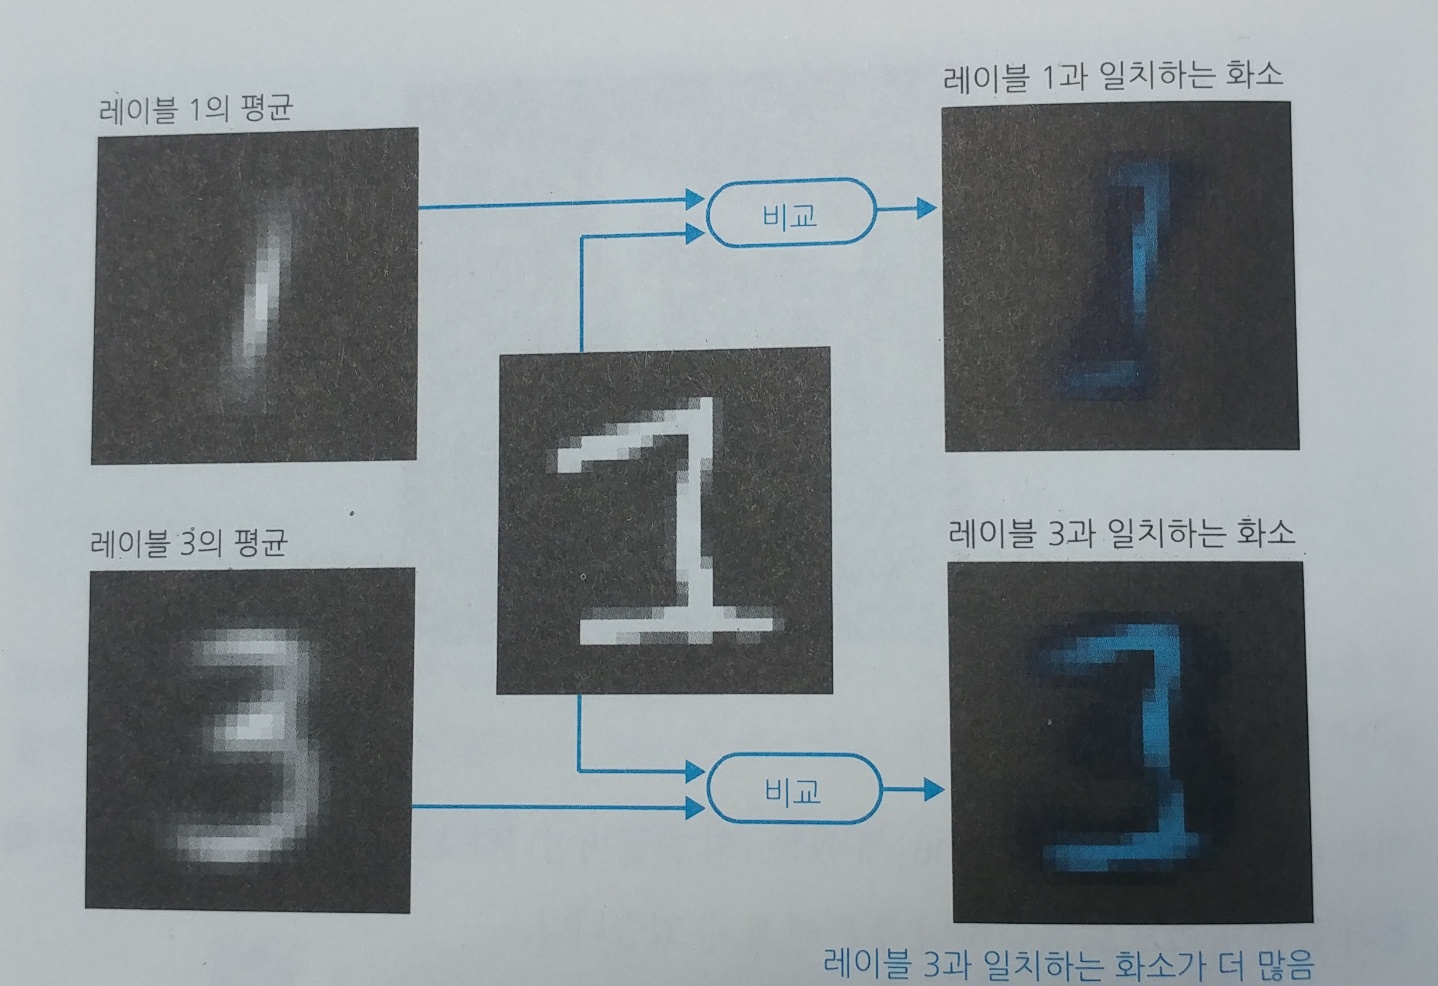 레이블 1의 평균
레이블 1과 일치하는 화소
비교
레이블 3의 평균
레이블 3과 일치하는 화소
비교
레이블 3과 일치하는 화소가 더 많음